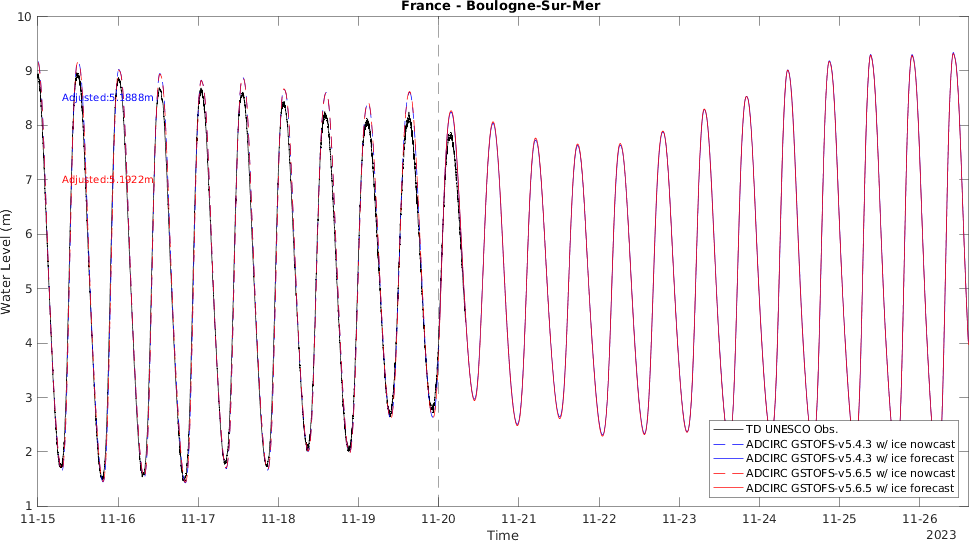 France - Boulogne-Sur-Mer
10
9
8
7
6
5
4
3
2
1
Water Level (m)
Adjusted:5.1888m
Adjusted:5.1922m
TD UNESCO Obs.
ADCIRC GSTOFS-v5.4.3 w/ ice nowcast
ADCIRC GSTOFS-v5.4.3 w/ ice forecast
ADCIRC GSTOFS-v5.6.5 w/ ice nowcast
ADCIRC GSTOFS-v5.6.5 w/ ice forecast
11-15 11-16 11-17 11-18 11-19 11-20 11-21 11-22 11-23 11-24 11-25 11-26
Time
2023